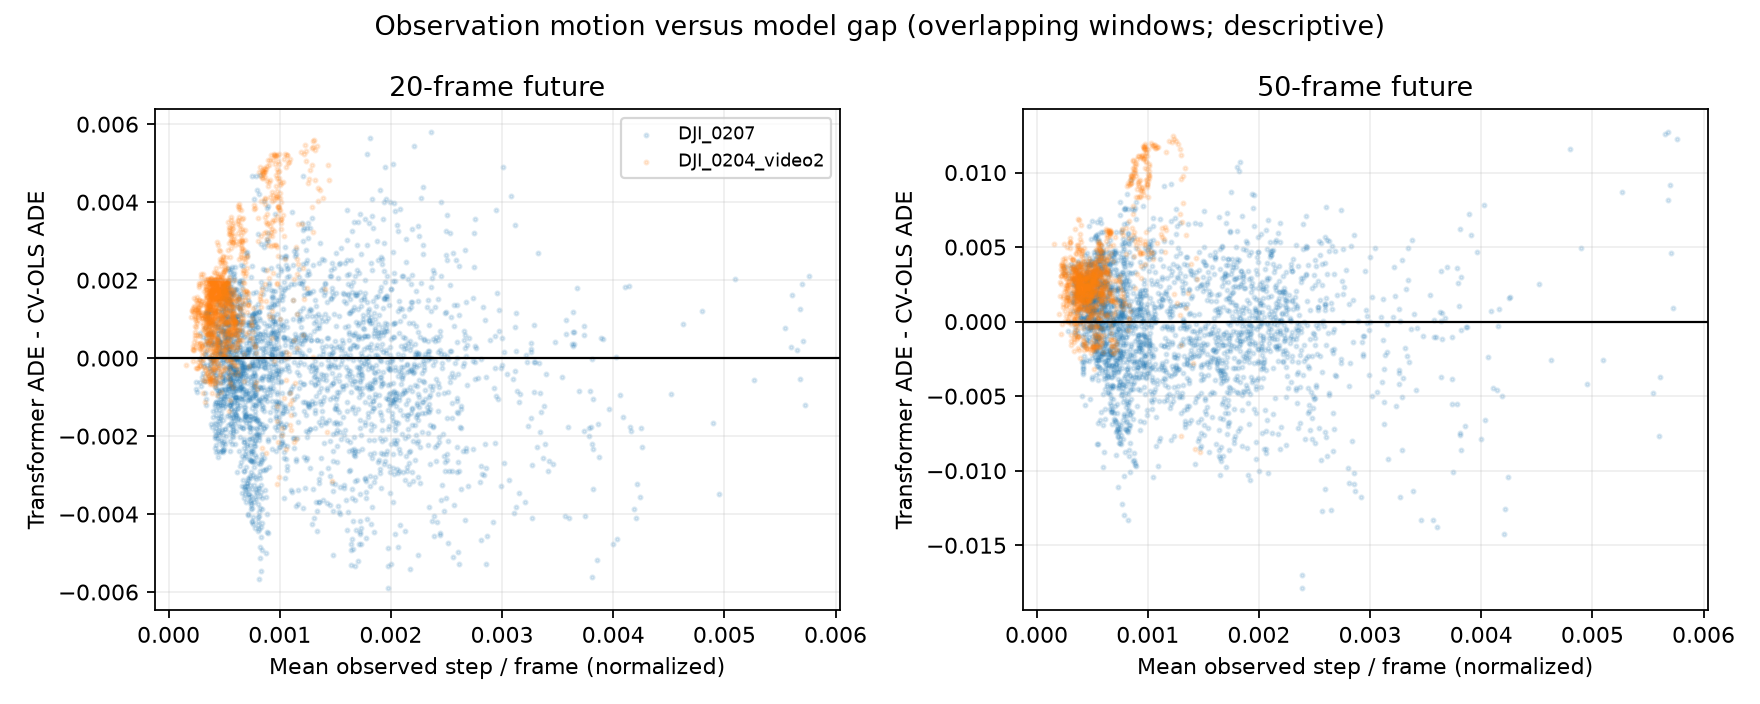 Observation motion versus model gap (overlapping windows; descriptive)
20-frame future
Transformer ADE - CV-OLS ADE
0.006
0.004
0.002
0.000
−0.002
−0.004
−0.006
DJI_0207
DJI_0204_video2
0.000 0.001 0.002 0.003 0.004 0.005 0.006
Mean observed step / frame (normalized)
50-frame future
Transformer ADE - CV-OLS ADE
0.010
0.005
0.000
−0.005
−0.010
−0.015
0.000 0.001 0.002 0.003 0.004 0.005 0.006
Mean observed step / frame (normalized)